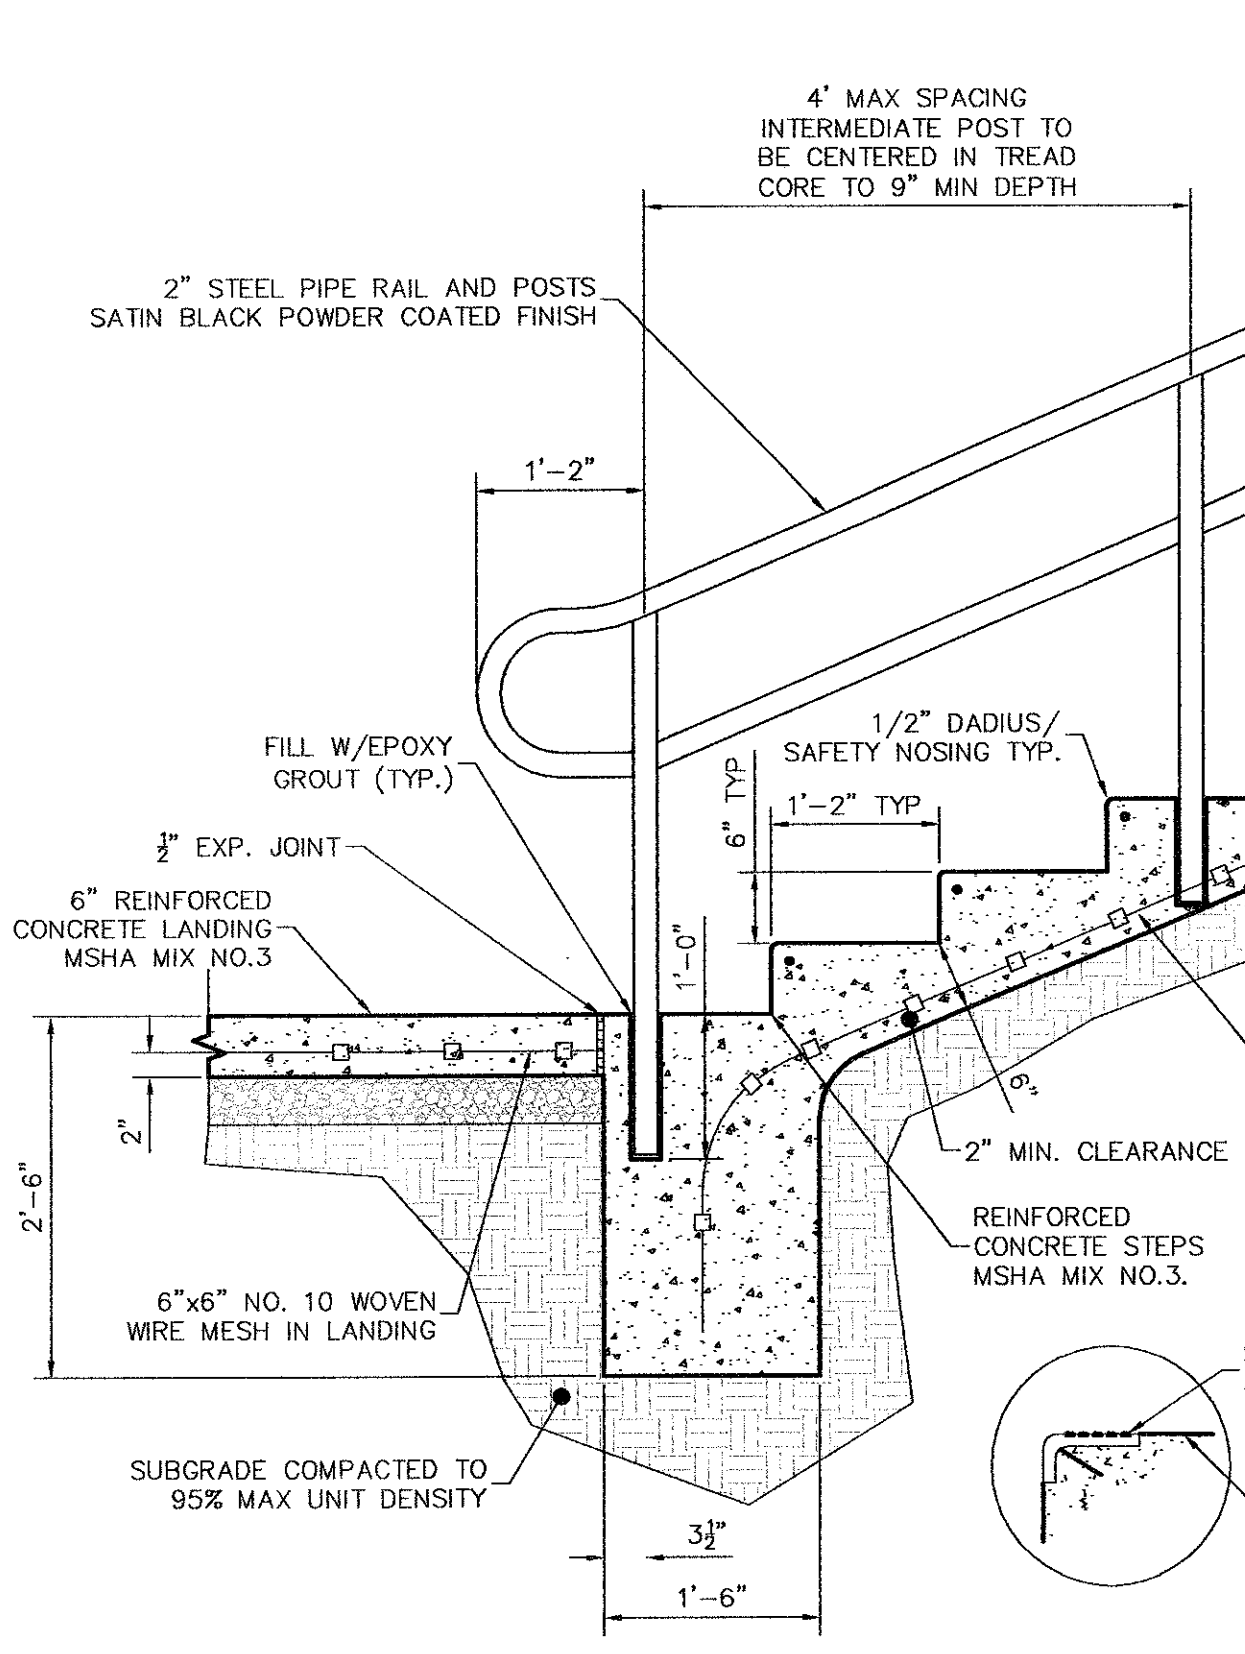 4' MAX SPACING
INTERMEDIATE POST TO
BE CENTERED IN TREAD
CORE TO 9" MIN DEPTH
2" STEEL PIPE RAIL AND POSTS
SATIN BLACK POWDER COATED FINISH
1'-2"
1/2" DADIUS/
SAFETY NOSING TYP.
FILL W/EPOXY
GROUT (TYP.)
6" TYP
1'-2" TYP
½" EXP. JOINT
6" REINFORCED
CONCRETE LANDING
MSHA MIX NO.3
1'-0"
6"
2"
2'-6"
2" MIN. CLEARANCE
REINFORCED
CONCRETE STEPS
MSHA MIX NO.3.
6"x6" NO. 10 WOVEN
WIRE MESH IN LANDING
SUBGRADE COMPACTED TO
95% MAX UNIT DENSITY
3½"
1'-6"